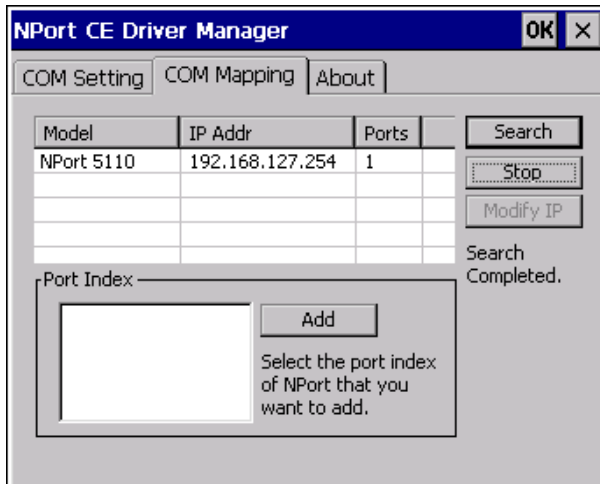 NPort CE Driver Manager OK ×
COM Setting COM Mapping About
Model IP Addr Ports Search
NPort 5110 192.168.127.254 1
Stop
Modify IP
Search
Completed.
Port Index
Add
Select the port index
of NPort that you
want to add.